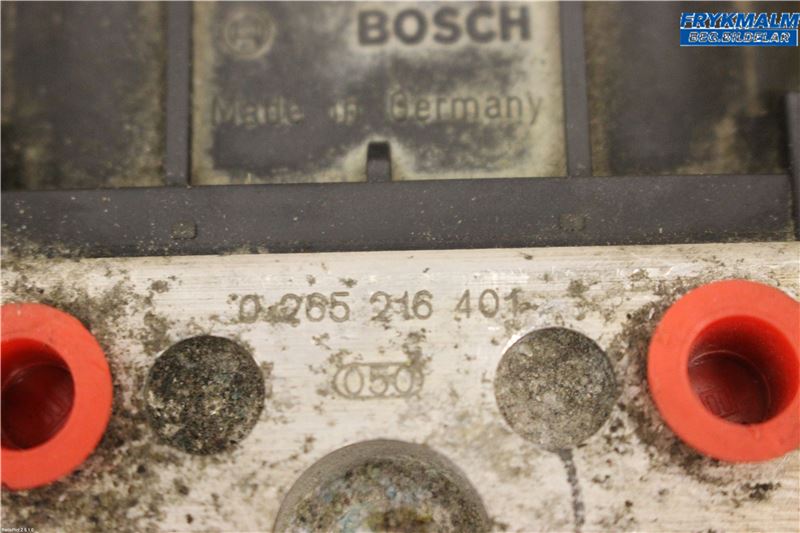 BOSCH
Made in Germany
FRYKMALM
BEG.BILDELAR
0 265 216 401
050